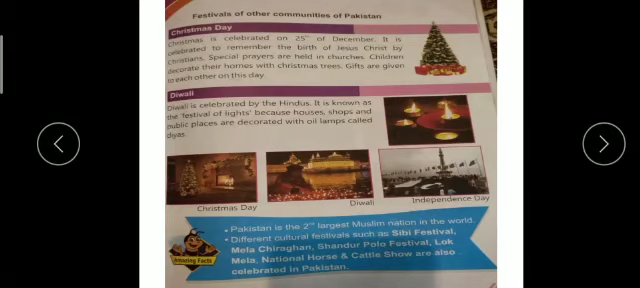 Festivals of other communities of Pakistan
Christmas Day
Christmas is celebrated on 25th of December. It is
celebrated to remember the birth of Jesus Christ by
Christians. Special prayers are held in churches. Children
decorate their homes with christmas trees. Gifts are given
to each other on this day.
Diwali
Diwali is celebrated by the Hindus. It is known as
the 'festival of lights' because houses, shops and
public places are decorated with oil lamps called
diyas.
Christmas Day
Diwali
Independence Day
• Pakistan is the 2nd largest Muslim nation in the world.
• Different cultural festivals such as Sibi Festival,
Mela Chiraghan, Shandur Polo Festival, Lok
Mela, National Horse & Cattle Show are also
celebrated in Pakistan.
Amazing Facts